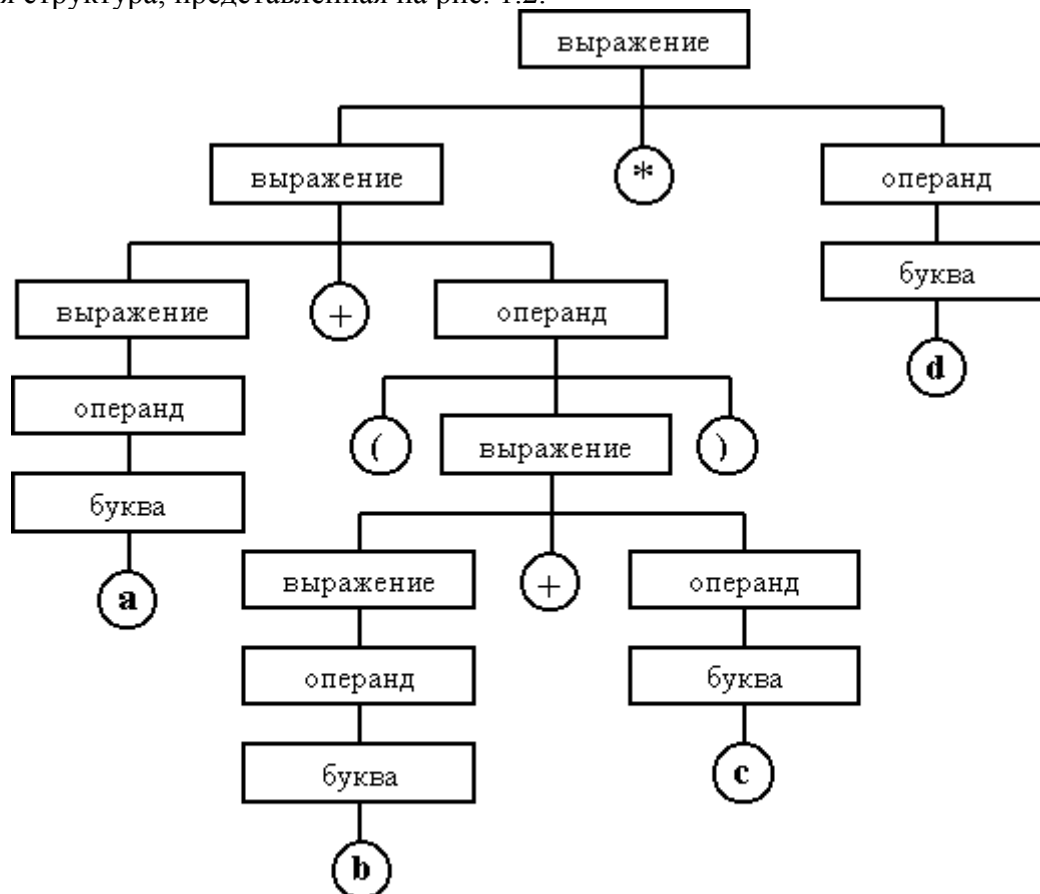 я структура, представленная на рис. 1.2.
выражение
выражение
*
операнд
буква
выражение
+
операнд
d
операнд
(
выражение
)
буква
a
выражение
+
операнд
операнд
буква
буква
c
b